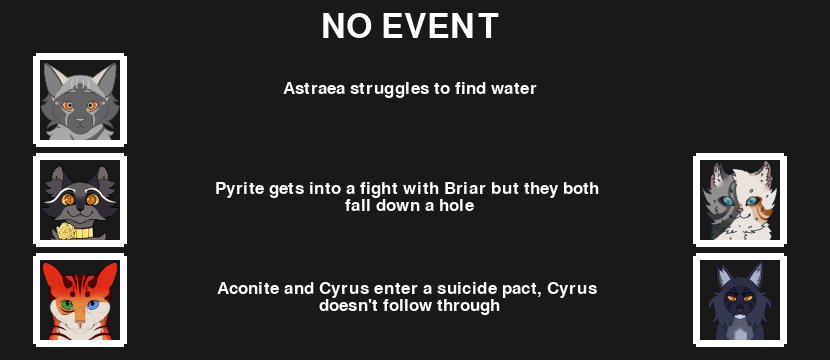 NO EVENT
Astraea struggles to find water
Pyrite gets into a fight with Briar but they both
fall down a hole
Aconite and Cyrus enter a suicide pact, Cyrus
doesn't follow through